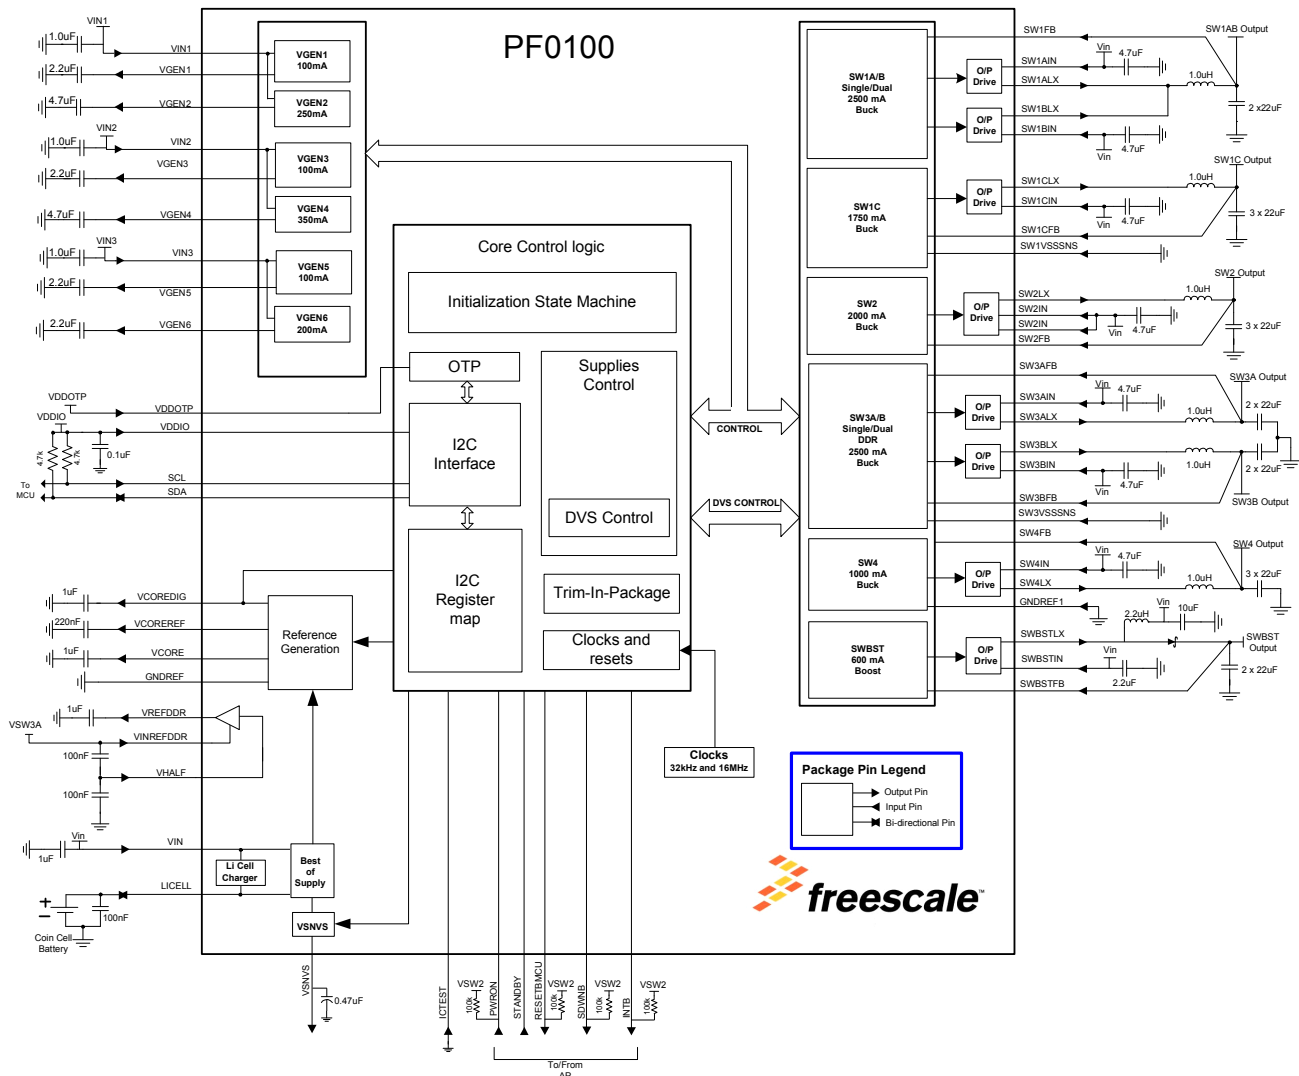 PF0100
VIN1
1.0uF
VIN1
2.2uF
VGEN1
4.7uF
VGEN2
VIN2
1.0uF
VIN2
VGEN3
2.2uF
4.7uF
VGEN4
VIN3
1.0uF
VIN3
2.2uF
VGEN5
2.2uF
VGEN6
VGEN1
100mA
VGEN2
250mA
VGEN3
100mA
VGEN4
350mA
VGEN5
100mA
VGEN6
200mA
VDDOTP
VDDOTP
VDDIO
VDDIO
4.7k
4.7k
0.1uF
To
MCU
SCL
SDA
1uF
VCOREDIG
220nF
VCOREREF
1uF
VCORE
GNDREF
1uF
VREFDDR
VSW3A
VINREFDDR
100nF
VHALF
100nF
Vin
VIN
1uF
LICELL
100nF
Coin Cell
Battery
Reference
Generation
Li Cell
Charger
Best
of
Supply
VSNVS
VSNVS
0.47uF
Core Control logic
Initialization State Machine
OTP
I2C
Interface
I2C
Register
map
Supplies
Control
DVS Control
Trim-In-Package
Clocks and
resets
Clocks
32kHz and 16MHz
CONTROL
DVS CONTROL
ICTEST
VSW2
100k
PWRON
STANDBY
RESETBMCU
VSW2
100k
SDWNB
VSW2
100k
INTB
VSW2
100k
To/From
AP
SW1A/B
Single/Dual
2500 mA
Buck
SW1C
1750 mA
Buck
SW2
2000 mA
Buck
SW3A/B
Single/Dual
DDR
2500 mA
Buck
SW4
1000 mA
Buck
SWBST
600 mA
Boost
O/P
Drive
O/P
Drive
O/P
Drive
O/P
Drive
O/P
Drive
O/P
Drive
O/P
Drive
O/P
Drive
SW1FB
SW1AB Output
Vin
4.7uF
SW1AIN
SW1ALX
1.0uH
2 x22uF
SW1BLX
SW1BIN
Vin
4.7uF
SW1C Output
SW1CLX
1.0uH
SW1CIN
Vin
4.7uF
3 x 22uF
SW1CFB
SW1VSSSNS
SW2 Output
SW2LX
1.0uH
SW2IN
SW2IN
Vin
4.7uF
3 x 22uF
SW2FB
SW3AFB
SW3A Output
Vin
4.7uF
SW3AIN
SW3ALX
1.0uH
2 x 22uF
SW3BLX
1.0uH
SW3BIN
Vin
4.7uF
2 x 22uF
SW3BFB
SW3B Output
SW3VSSSNS
SW4FB
SW4 Output
Vin
4.7uF
SW4IN
SW4LX
1.0uH
3 x 22uF
GNDREF1
2.2uH
Vin
10uF
SWBSTLX
SWBST
Output
SWBSTIN
Vin
2.2uF
2 x 22uF
SWBSTFB
Package Pin Legend
Output Pin
Input Pin
Bi-directional Pin
freescale™